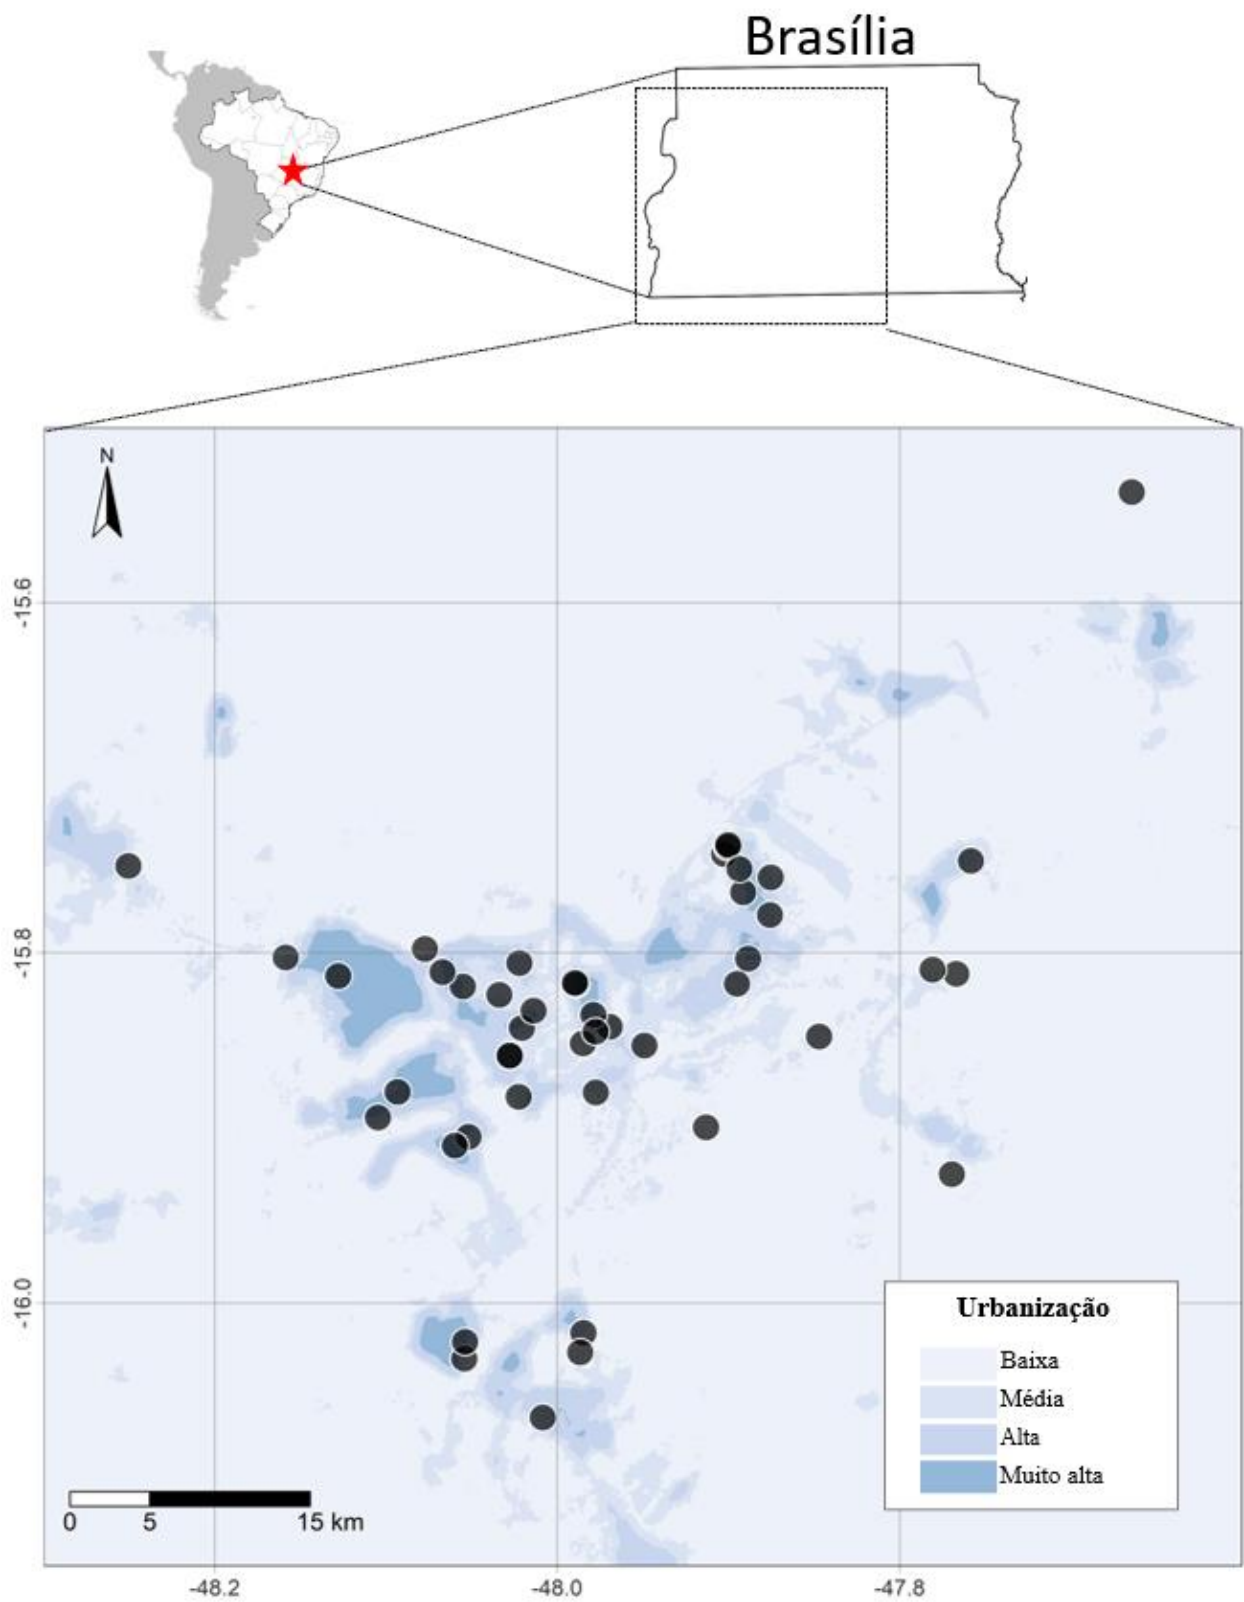 Brasília
N
-15.6
-15.8
-16.0
Urbanização
Baixa
Média
Alta
Muito alta
0 5 15 km
-48.2 -48.0 -47.8